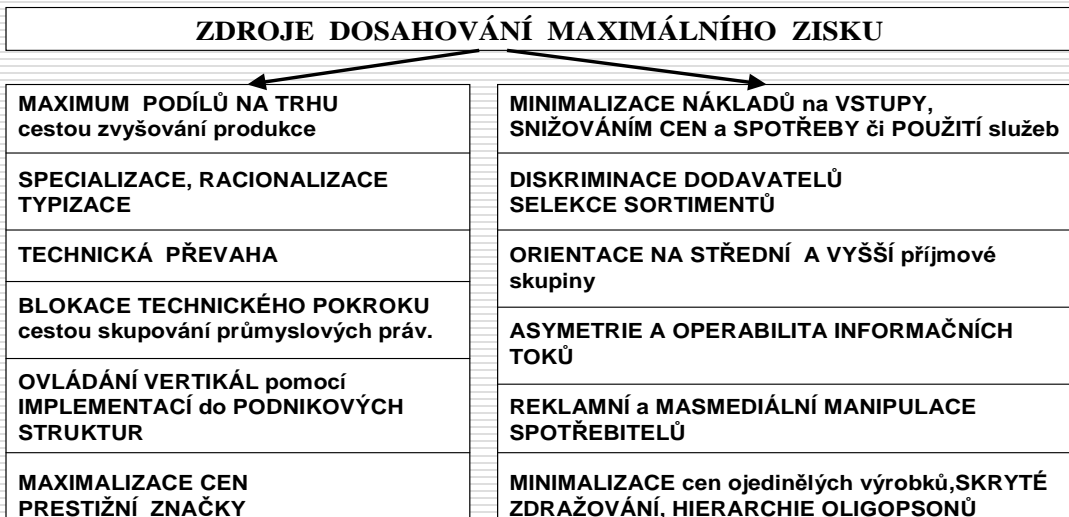 ZDROJE DOSAHOVÁNÍ MAXIMÁLNÍHO ZISKU
MAXIMUM PODÍLŮ NA TRHU
cestou zvyšování produkce
SPECIALIZACE, RACIONALIZACE
TYPIZACE
TECHNICKÁ PŘEVAHA
BLOKACE TECHNICKÉHO POKROKU
cestou skupování průmyslových práv.
OVLÁDÁNÍ VERTIKÁL pomocí
IMPLEMENTACÍ do PODNIKOVÝCH
STRUKTUR
MAXIMALIZACE CEN
PRESTIŽNÍ ZNAČKY
MINIMALIZACE NÁKLADŮ na VSTUPY,
SNIŽOVÁNÍM CEN a SPOTŘEBY či POUŽITÍ služeb
DISKRIMINACE DODAVATELŮ
SELEKCE SORTIMENTŮ
ORIENTACE NA STŘEDNÍ A VYŠŠÍ příjmové
skupiny
ASYMETRIE A OPERABILITA INFORMAČNÍCH
TOKŮ
REKLAMNÍ a MASMEDIÁLNÍ MANIPULACE
SPOTŘEBITELŮ
MINIMALIZACE cen ojedinělých výrobků,SKRYTÉ
ZDRAŽOVÁNÍ, HIERARCHIE OLIGOPSONŮ